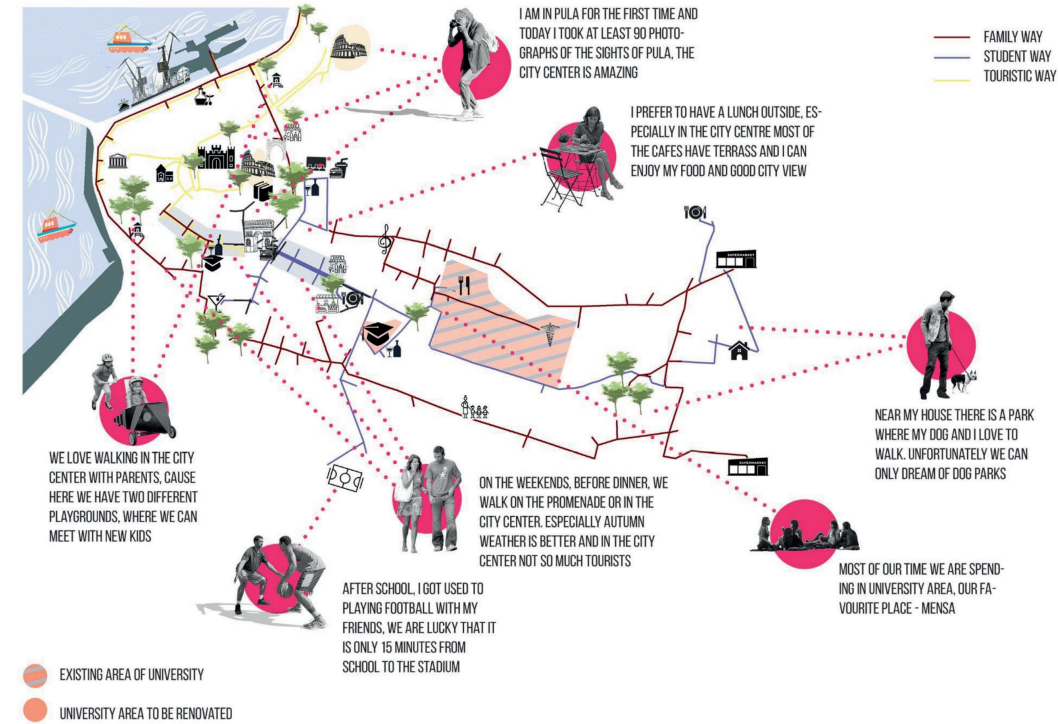 I AM IN PULA FOR THE FIRST TIME AND
TODAY I TOOK AT LEAST 90 PHOTO-
GRAPHS OF THE SIGHTS OF PULA, THE
CITY CENTER IS AMAZING
FAMILY WAY
STUDENT WAY
TOURISTIC WAY
I PREFER TO HAVE A LUNCH OUTSIDE, ES-
PECIALLY IN THE CITY CENTRE MOST OF
THE CAFES HAVE TERRASS AND I CAN
ENJOY MY FOOD AND GOOD CITY VIEW
SUPERMARKET
NEAR MY HOUSE THERE IS A PARK
WHERE MY DOG AND I LOVE TO
WALK. UNFORTUNATELY WE CAN
ONLY DREAM OF DOG PARKS
WE LOVE WALKING IN THE CITY
CENTER WITH PARENTS, CAUSE
HERE WE HAVE TWO DIFFERENT
PLAYGROUNDS, WHERE WE CAN
MEET WITH NEW KIDS
SUPERMARKET
ON THE WEEKENDS, BEFORE DINNER, WE
WALK ON THE PROMENADE OR IN THE
CITY CENTER. ESPECIALLY AUTUMN
WEATHER IS BETTER AND IN THE CITY
CENTER NOT SO MUCH TOURISTS
MOST OF OUR TIME WE ARE SPEND-
ING IN UNIVERSITY AREA, OUR FA-
VOURITE PLACE - MENSA
AFTER SCHOOL, I GOT USED TO
PLAYING FOOTBALL WITH MY
FRIENDS, WE ARE LUCKY THAT IT
IS ONLY 15 MINUTES FROM
SCHOOL TO THE STADIUM
EXISTING AREA OF UNIVERSITY
UNIVERSITY AREA TO BE RENOVATED